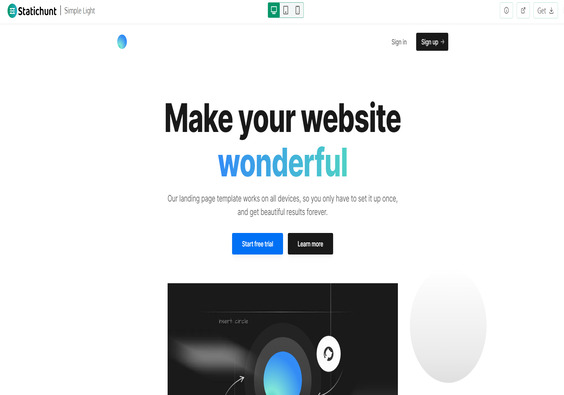 Statichunt | Simple Light
Get
Sign in
Sign up →
Make your website
wonderful
Our landing page template works on all devices, so you only have to set it up once,
and get beautiful results forever.
Start free trial
Learn more
insert circle